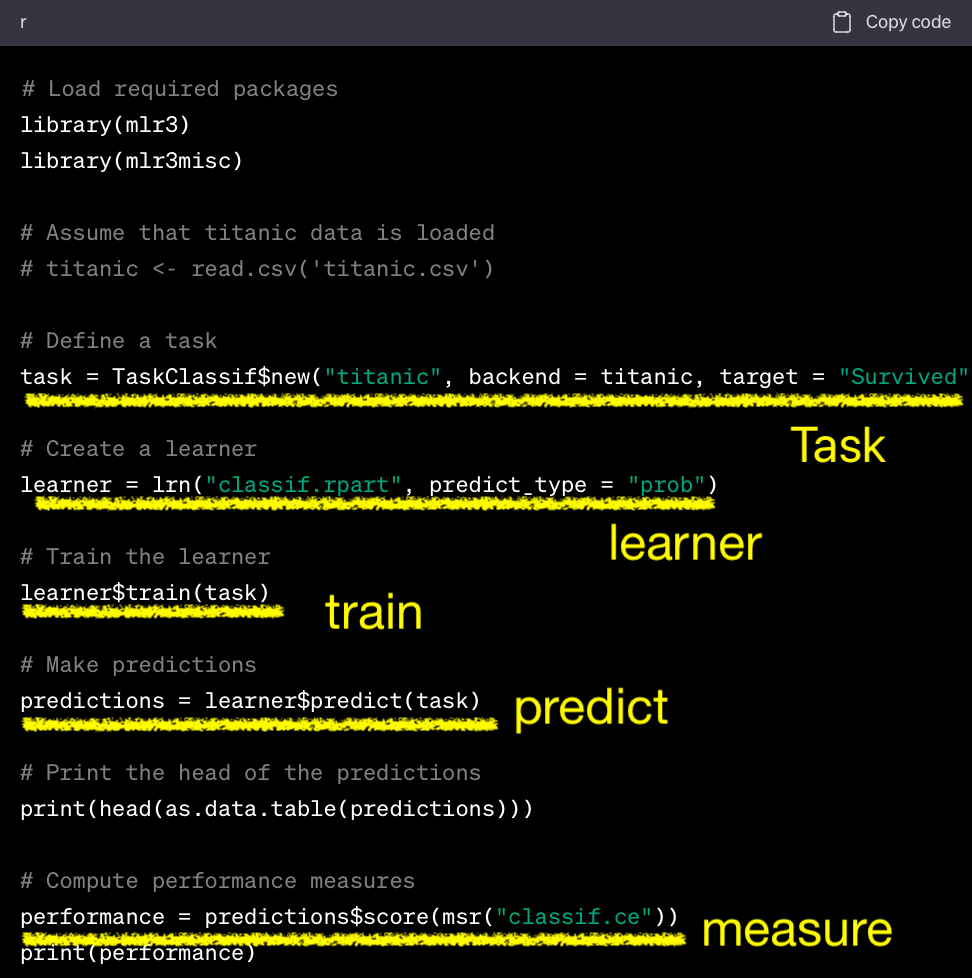 r
Copy code
# Load required packages
library(mlr3)
library(mlr3misc)
# Assume that titanic data is loaded
# titanic <- read.csv('titanic.csv')
# Define a task
task = TaskClassif$new("titanic", backend = titanic, target = "Survived"
Task
# Create a learner
learner = lrn("classif.rpart", predict_type = "prob")
learner
# Train the learner
learner$train(task)
train
# Make predictions
predictions = learner$predict(task)
predict
# Print the head of the predictions
print(head(as.data.table(predictions)))
# Compute performance measures
performance = predictions$score(msr("classif.ce"))
measure
print(performance)